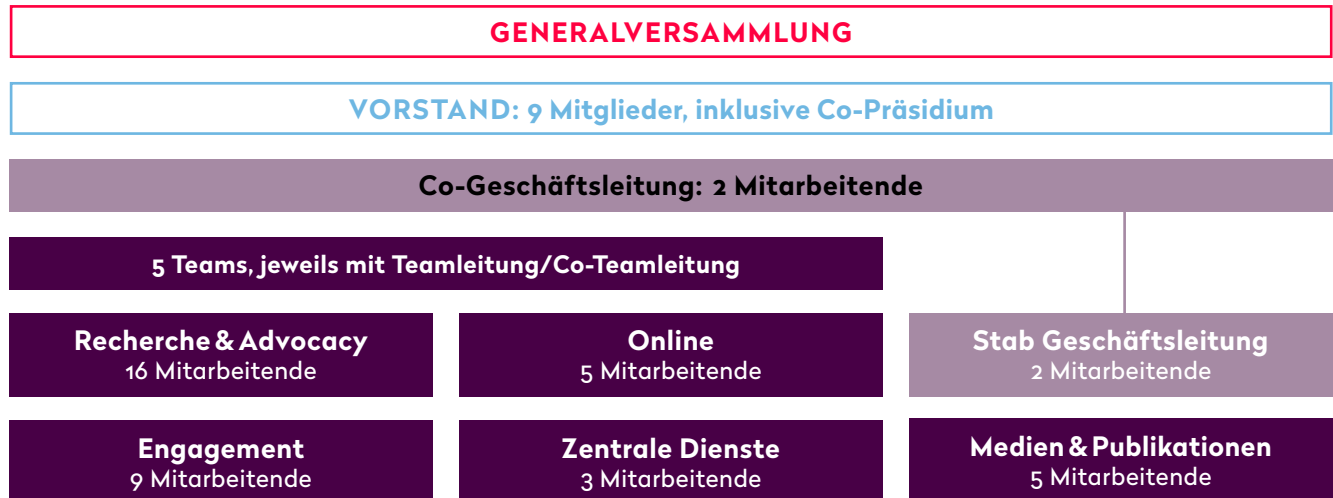 GENERALVERSAMMLUNG
VORSTAND: 9 Mitglieder, inklusive Co-Präsidium
Co-Geschäftsleitung: 2 Mitarbeitende
5 Teams, jeweils mit Teamleitung/Co-Teamleitung
Recherche & Advocacy
16 Mitarbeitende
Online
5 Mitarbeitende
Stab Geschäftsleitung
2 Mitarbeitende
Engagement
9 Mitarbeitende
Zentrale Dienste
3 Mitarbeitende
Medien & Publikationen
5 Mitarbeitende